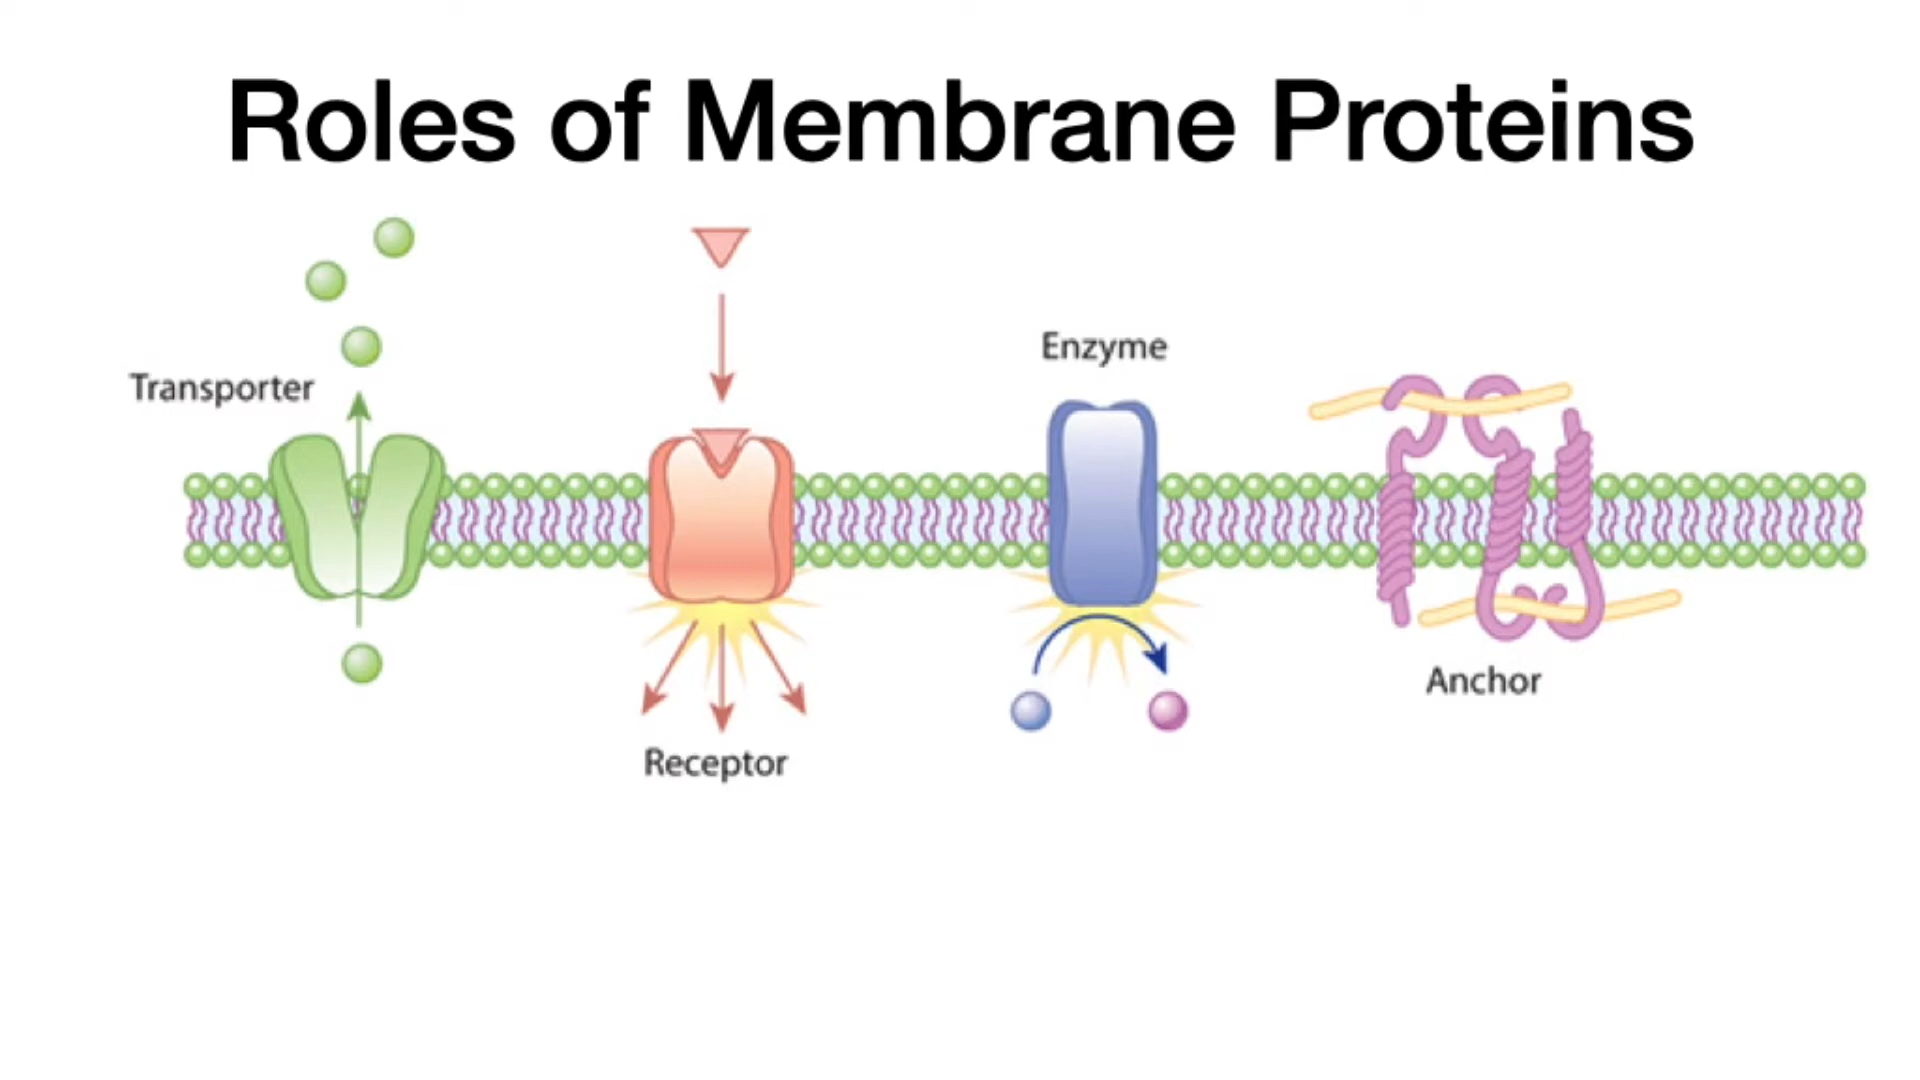 Roles of Membrane Proteins
Transporter
Receptor
Enzyme
Anchor